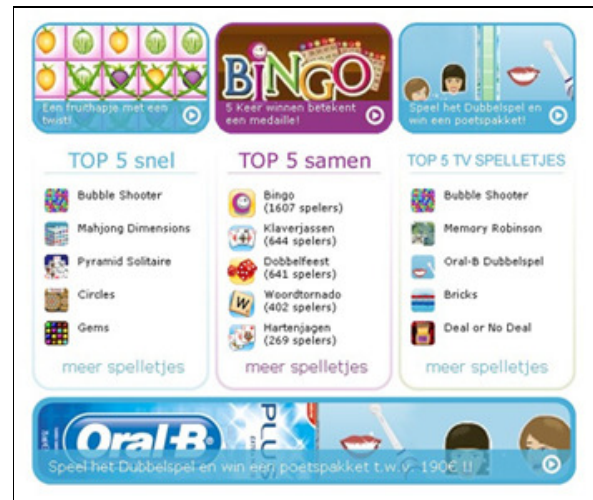 Een fruithapje met een
twist!
BINGO
5 Keer winnen betekent
een medaille!
Speel het Dubbelspel en
win een poetspakket!
TOP 5 snel
Bubble Shooter
Mahjong Dimensions
Pyramid Solitaire
Circles
Gems
meer spelletjes
TOP 5 samen
Bingo
(1607 spelers)
Klaverjassen
(644 spelers)
Dobbelfeest
(641 spelers)
W
Woordtornado
(402 spelers)
Hartenjagen
(269 spelers)
meer spelletjes
TOP 5 TV SPELLETJES
Bubble Shooter
Memory Robinson
Oral-B Dubbelspel
Bricks
Deal or No Deal
meer spelletjes
Oral-B
PLUS
Speel het Dubbelspel en win een poetspakket t.w.v. 190€ !!